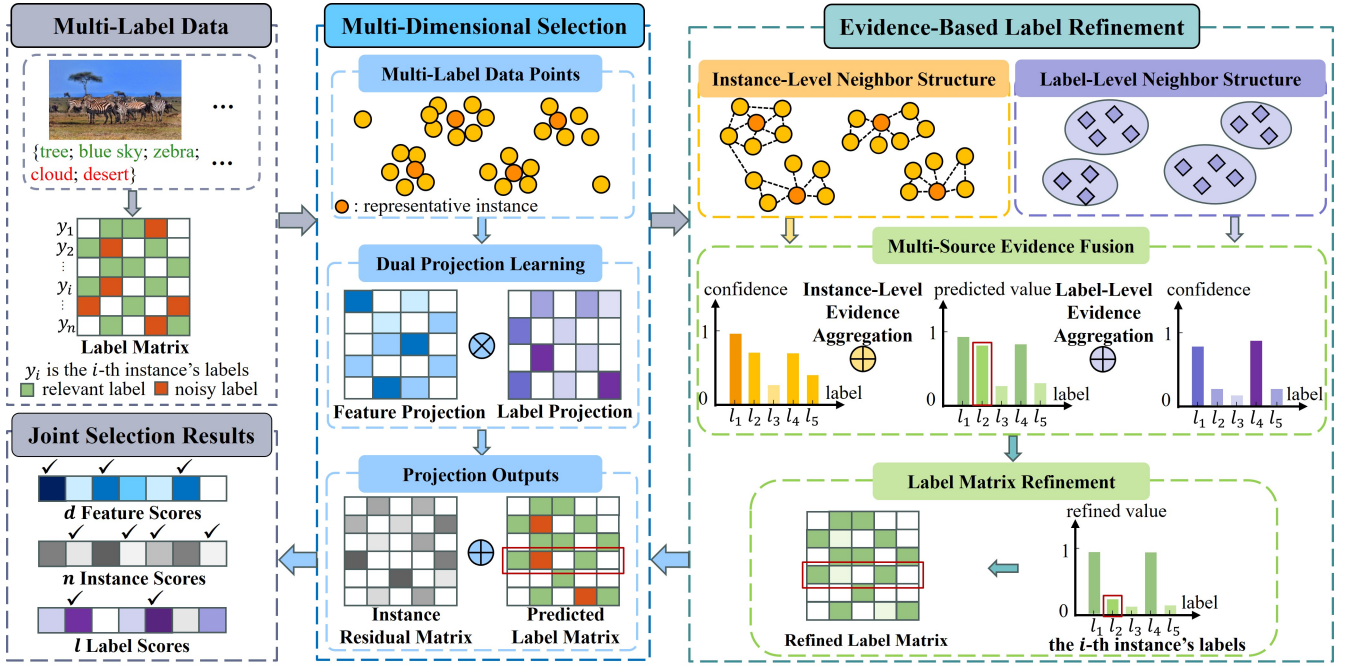 Multi-Label Data
...
{tree; blue sky; zebra;
cloud; desert}
...
y₁
y₂
⋮
yᵢ
⋮
yₙ
Label Matrix
yᵢ is the i-th instance's labels
relevant label
noisy label
Joint Selection Results
✓ ✓ ✓
d Feature Scores
✓ ✓ ✓ ✓
n Instance Scores
✓ ✓
l Label Scores
Multi-Dimensional Selection
Multi-Label Data Points
: representative instance
Dual Projection Learning
⊗
Feature Projection
Label Projection
Projection Outputs
⊕
Instance
Residual Matrix
Predicted
Label Matrix
Evidence-Based Label Refinement
Instance-Level Neighbor Structure
Label-Level Neighbor Structure
Multi-Source Evidence Fusion
confidence
1
0
l₁ l₂ l₃ l₄ l₅
label
Instance-Level
Evidence
Aggregation
⊕
predicted value
1
0
l₁ l₂ l₃ l₄ l₅
label
Label-Level
Evidence
Aggregation
⊕
confidence
1
0
l₁ l₂ l₃ l₄ l₅
label
Label Matrix Refinement
Refined Label Matrix
refined value
1
0
l₁ l₂ l₃ l₄ l₅
label
the i-th instance's labels